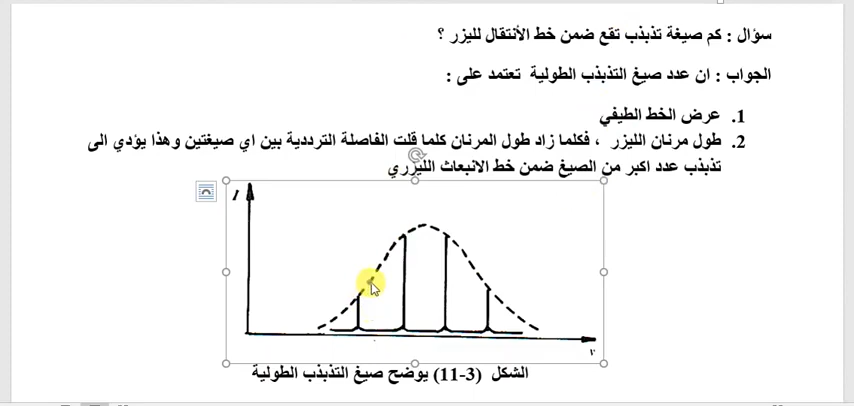 سؤال : كم صيغة تذبذب تقع ضمن خط الأنتقال لليزر ؟
الجواب : ان عدد صيغ التذبذب الطولية تعتمد على :
1. عرض الخط الطيفي
2. طول مرنان الليزر ، فكلما زاد طول المرنان كلما قلت الفاصلة الترددية بين اي صيغتين وهذا يؤدي الى
تذبذب عدد اكبر من الصيغ ضمن خط الانبعاث الليزري
I
ν
الشكل (3-11) يوضح صيغ التذبذب الطولية